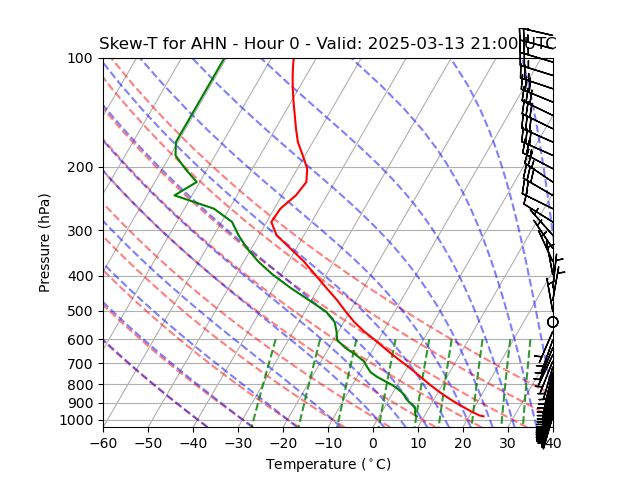 Skew-T for AHN - Hour 0 - Valid: 2025-03-13 21:00 UTC
100
200
300
400
500
600
700
800
900
1000
Pressure (hPa)
−60 −50 −40 −30 −20 −10 0 10 20 30 40
Temperature (°C)